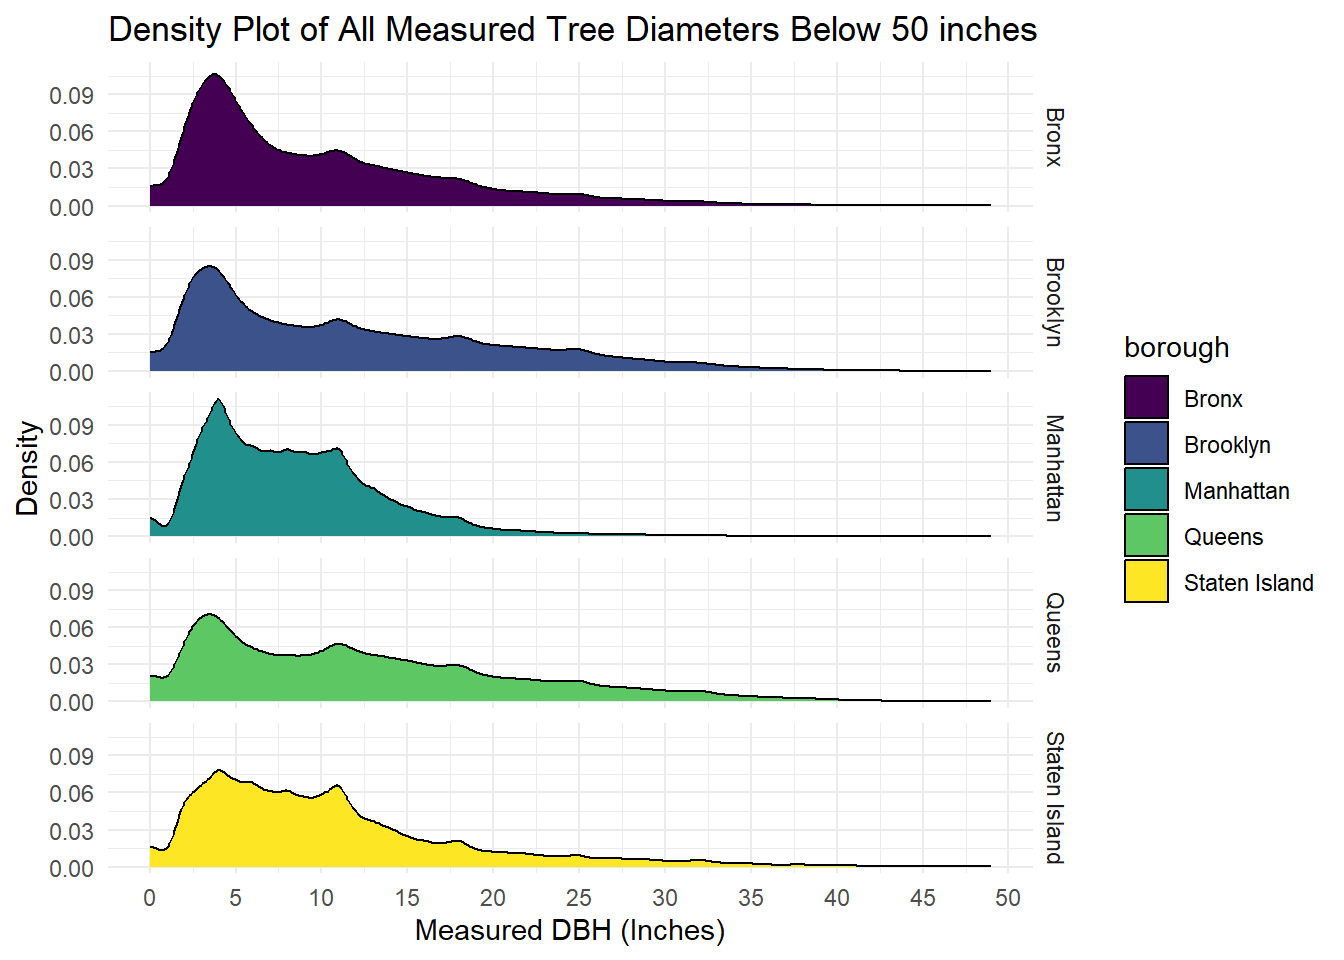 Density Plot of All Measured Tree Diameters Below 50 inches
Density
0.09
0.06
0.03
0.00
Bronx
0.09
0.06
0.03
0.00
Brooklyn
0.09
0.06
0.03
0.00
Manhattan
0.09
0.06
0.03
0.00
Queens
0.09
0.06
0.03
0.00
Staten Island
0 5 10 15 20 25 30 35 40 45 50
Measured DBH (Inches)
borough
Bronx
Brooklyn
Manhattan
Queens
Staten Island